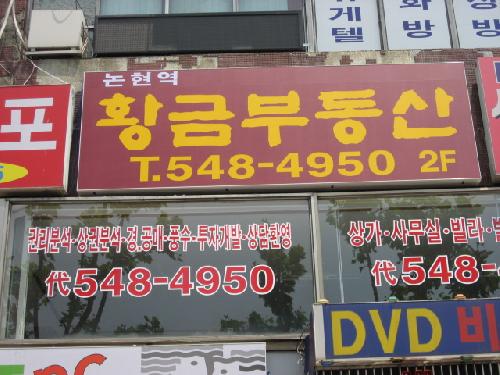 게텔
화방
방
논현역
황금부동산
T.548-4950 2F
포
권리분석·상권분석·경.공매·풍수·투자개발·상담환영
代548-4950
상가·사무실·빌라·
代548-
DVD 비